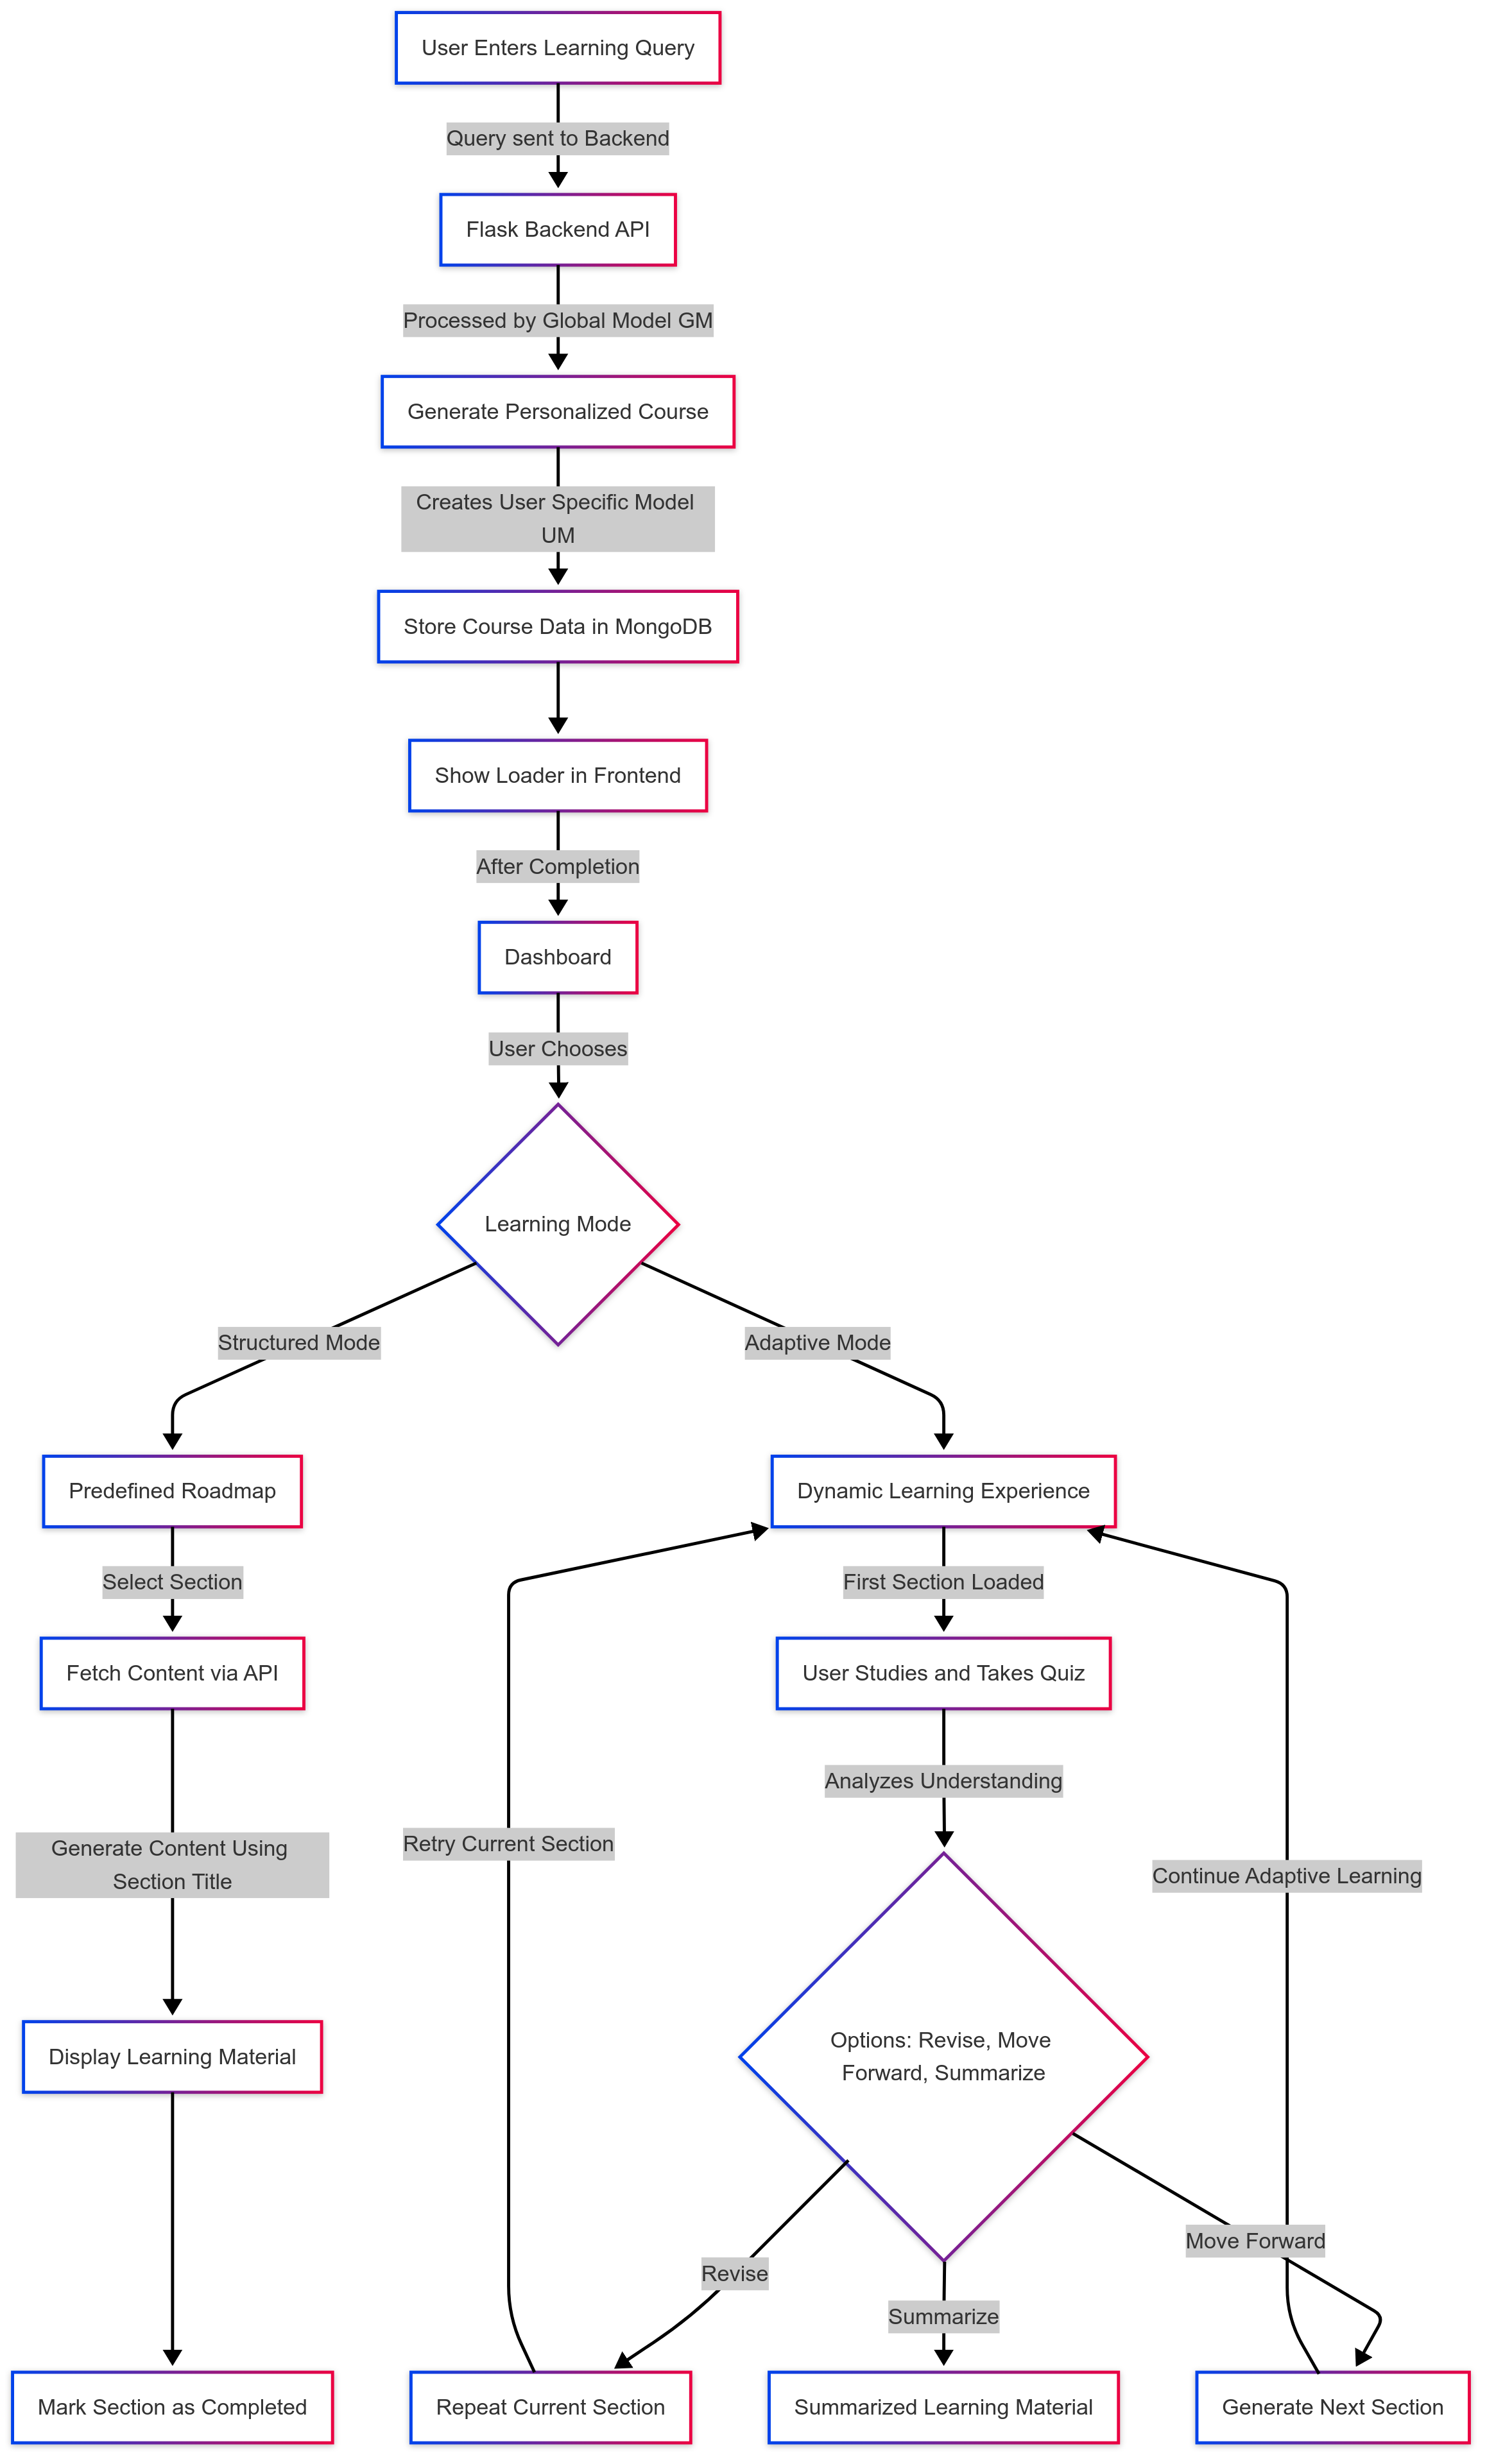 User Enters Learning Query
Query sent to Backend
Flask Backend API
Processed by Global Model GM
Generate Personalized Course
Creates User Specific Model
UM
Store Course Data in MongoDB
Show Loader in Frontend
After Completion
Dashboard
User Chooses
Learning Mode
Structured Mode
Adaptive Mode
Predefined Roadmap
Dynamic Learning Experience
Select Section
First Section Loaded
Fetch Content via API
User Studies and Takes Quiz
Analyzes Understanding
Generate Content Using
Section Title
Retry Current Section
Continue Adaptive Learning
Display Learning Material
Options: Revise, Move
Forward, Summarize
Move Forward
Revise
Summarize
Mark Section as Completed
Repeat Current Section
Summarized Learning Material
Generate Next Section